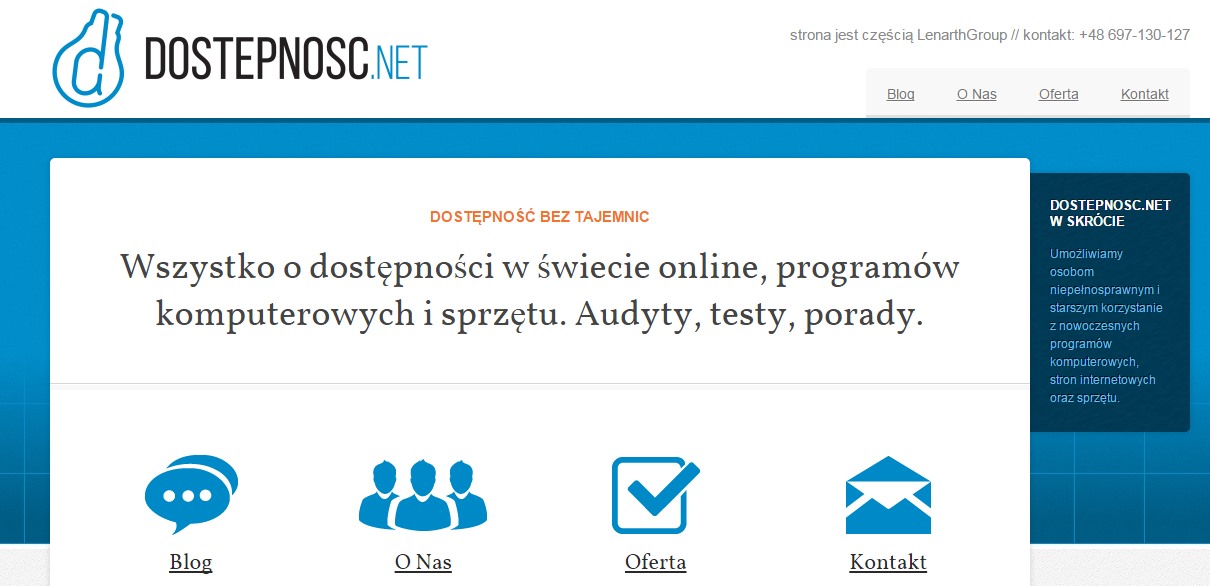 DOSTEPNOSC.NET
strona jest częścią LenarthGroup // kontakt: +48 697-130-127
Blog O Nas Oferta Kontakt
DOSTĘPNOŚĆ BEZ TAJEMNIC
Wszystko o dostępności w świecie online, programów
komputerowych i sprzętu. Audyty, testy, porady.
DOSTEPNOSC.NET
W SKRÓCIE
Umożliwiamy
osobom
niepełnosprawnym i
starszym korzystanie
z nowoczesnych
programów
komputerowych,
stron internetowych
oraz sprzętu.
Blog O Nas Oferta Kontakt